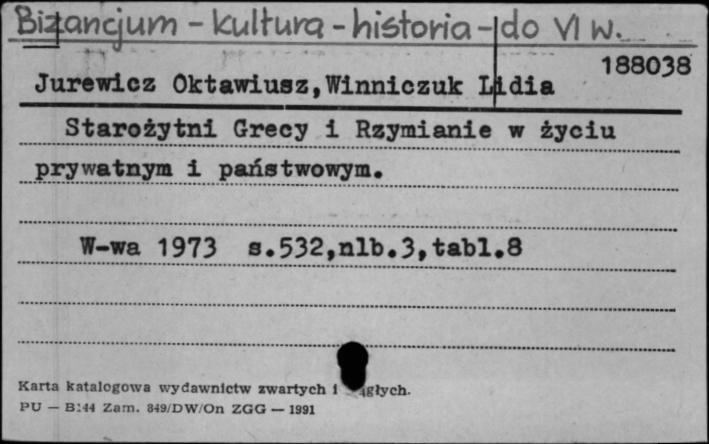 Bizancjum - kultura - historia - do VI w.
188038
Jurewicz Oktawiusz, Winniczuk Lidia
Starożytni Grecy i Rzymianie w życiu
prywatnym i państwowym.
W-wa 1973 s.532,nlb.3,tabl.8
Karta katalogowa wydawnictw zwartych i
PU — B:44 Zam. 849/DW/On ZGG — 1991